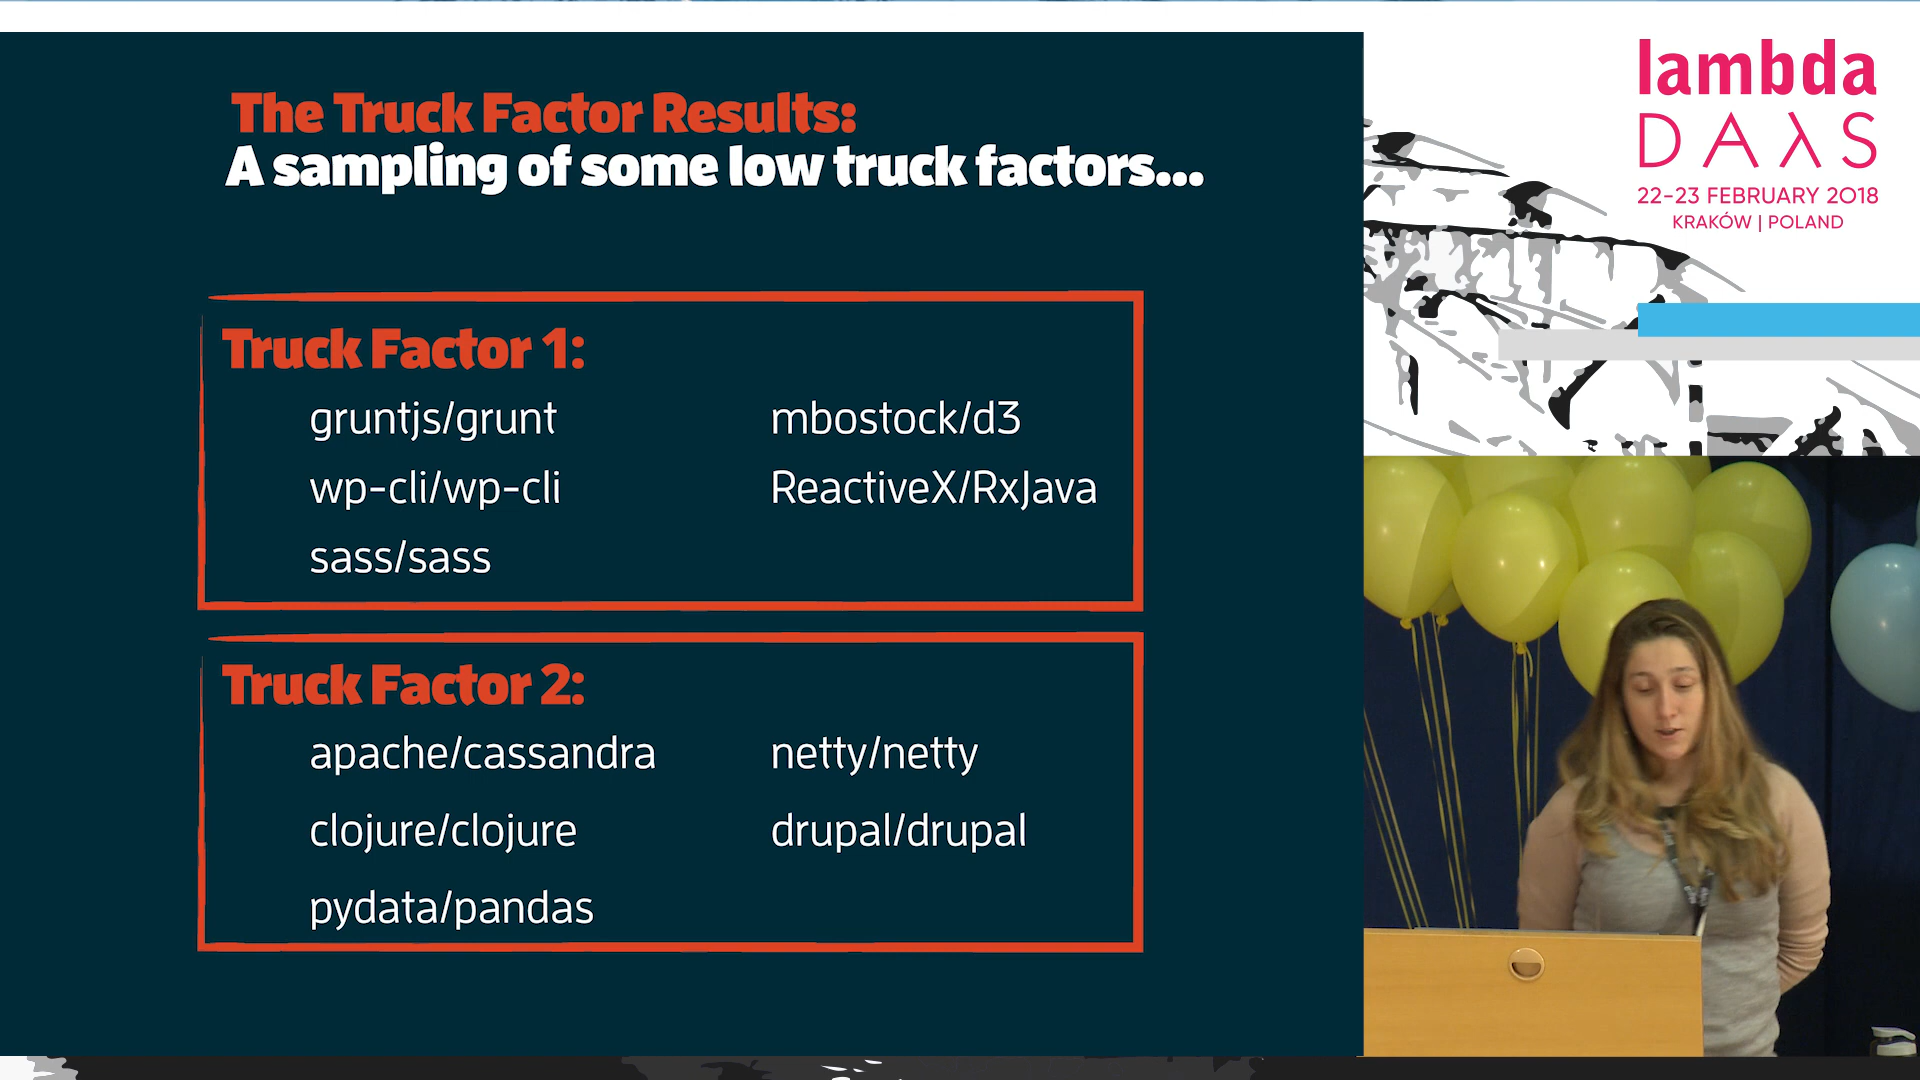 The Truck Factor Results:
A sampling of some low truck factors...
Truck Factor 1:
gruntjs/grunt
mbostock/d3
wp-cli/wp-cli
ReactiveX/RxJava
sass/sass
Truck Factor 2:
apache/cassandra
netty/netty
clojure/clojure
drupal/drupal
pydata/pandas
lambda
DAλS
22-23 FEBRUARY 2018
KRAKÓW | POLAND